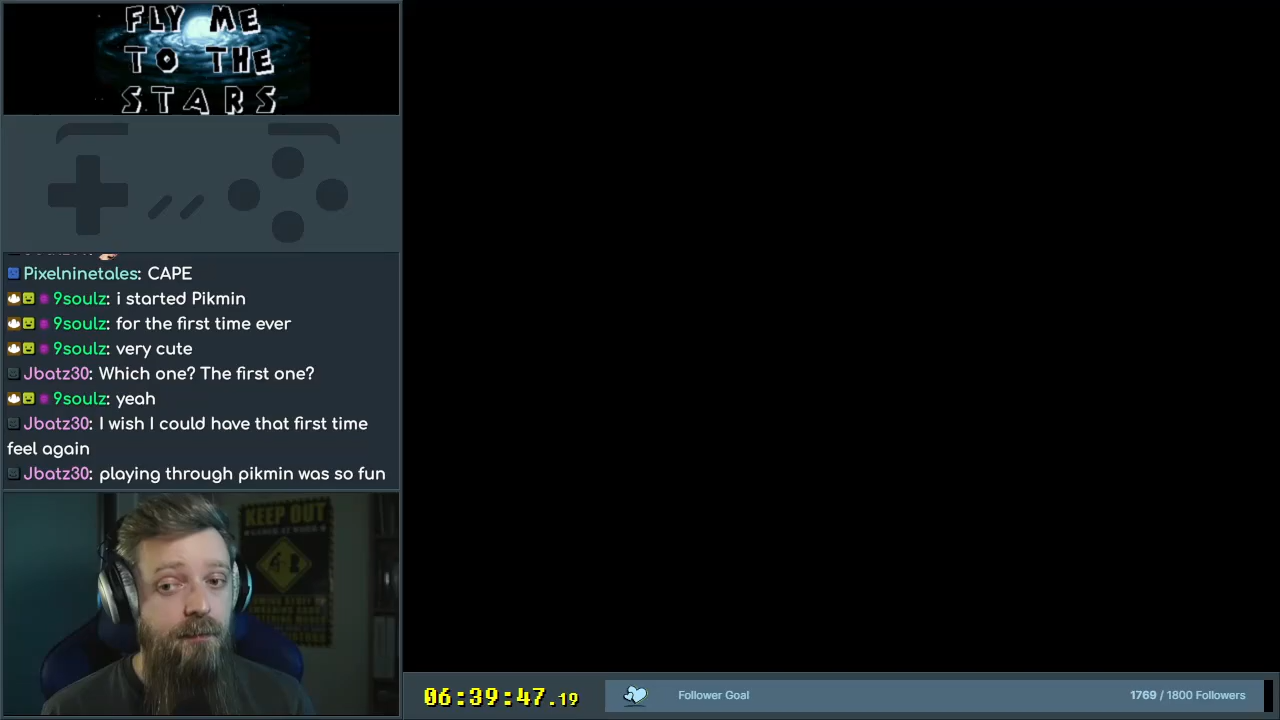 FLY ME
TO THE
STARS
Pixelninetales: CAPE
9soulz: i started Pikmin
9soulz: for the first time ever
9soulz: very cute
Jbatz30: Which one? The first one?
9soulz: yeah
Jbatz30: I wish I could have that first time
feel again
Jbatz30: playing through pikmin was so fun
KEEP OUT
06:39:47.19
Follower Goal
1769 / 1800 Followers